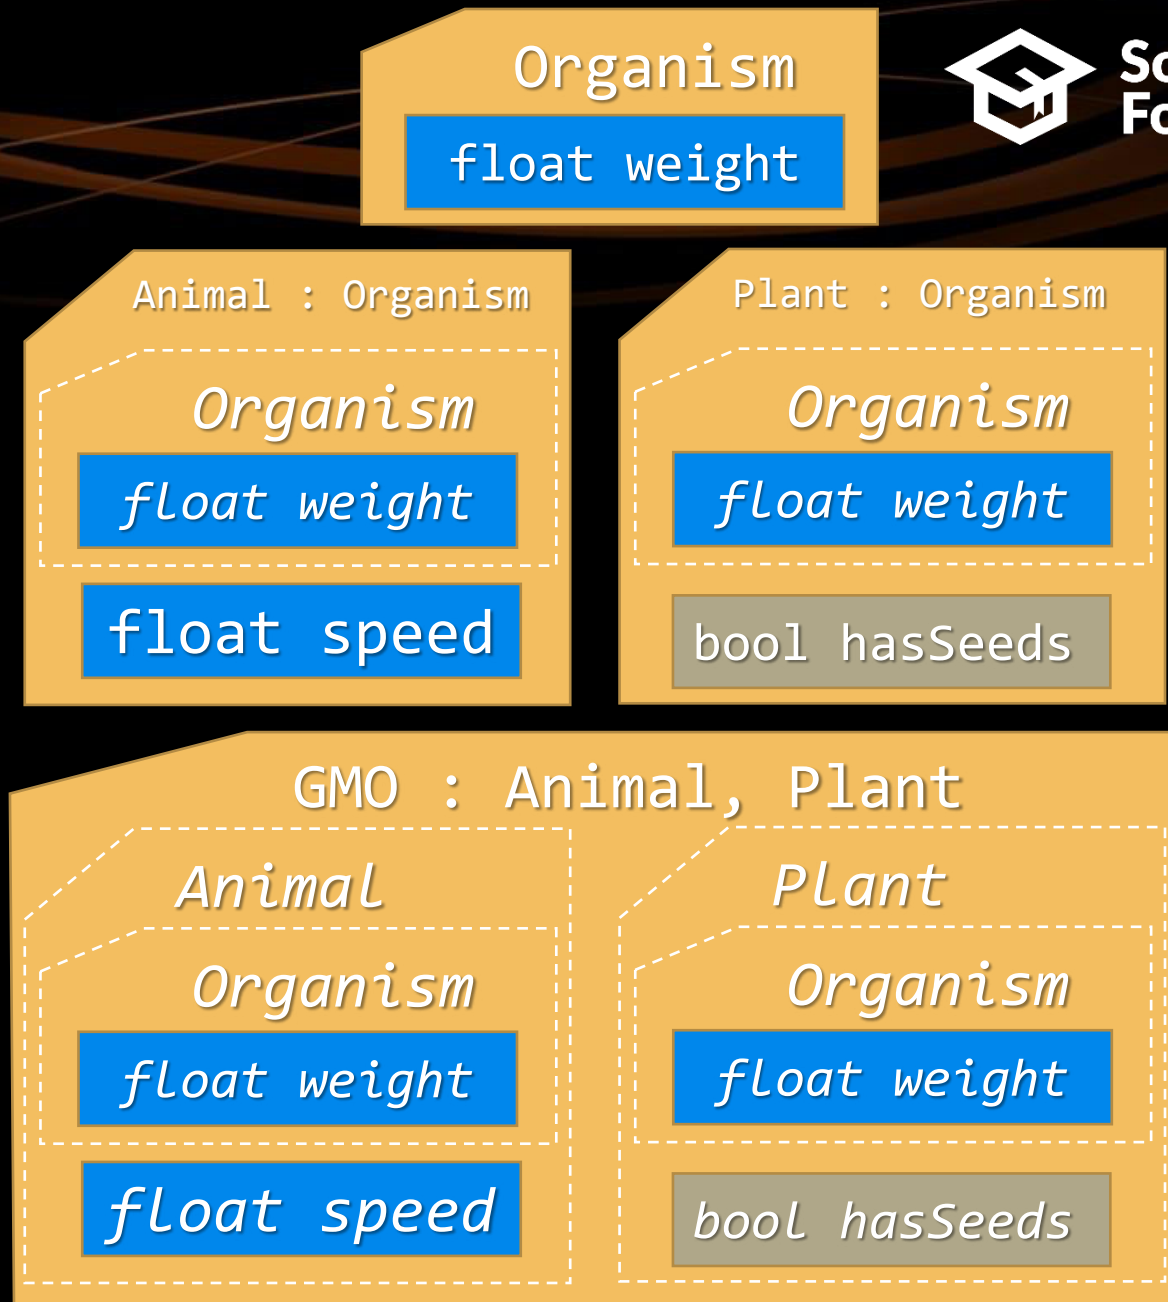 Organism
float weight
Animal : Organism
Organism
float weight
float speed
Plant : Organism
Organism
float weight
bool hasSeeds
GMO : Animal, Plant
Animal
Organism
float weight
float speed
Plant
Organism
float weight
bool hasSeeds